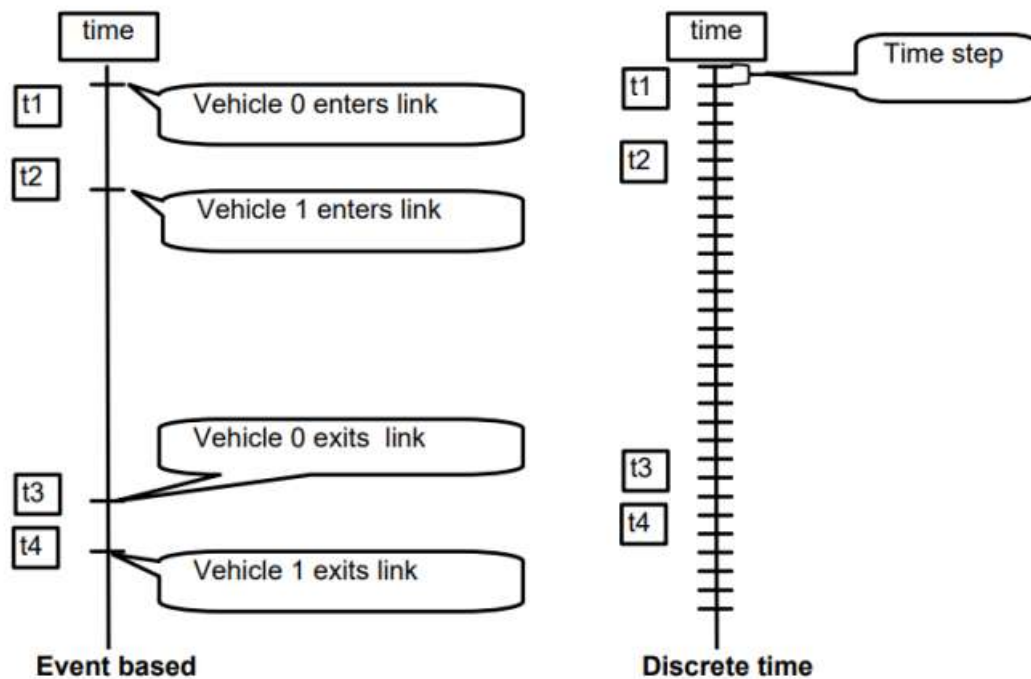 time
t1
Vehicle 0 enters link
t2
Vehicle 1 enters link
Vehicle 0 exits link
t3
t4
Vehicle 1 exits link
Event based
time
Time step
t1
t2
t3
t4
Discrete time